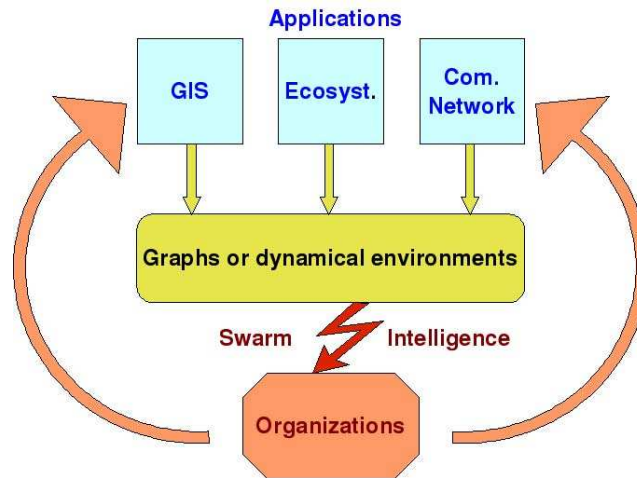 Applications
GIS
Ecosyst.
Com.
Network
Graphs or dynamical environments
Swarm Intelligence
Organizations